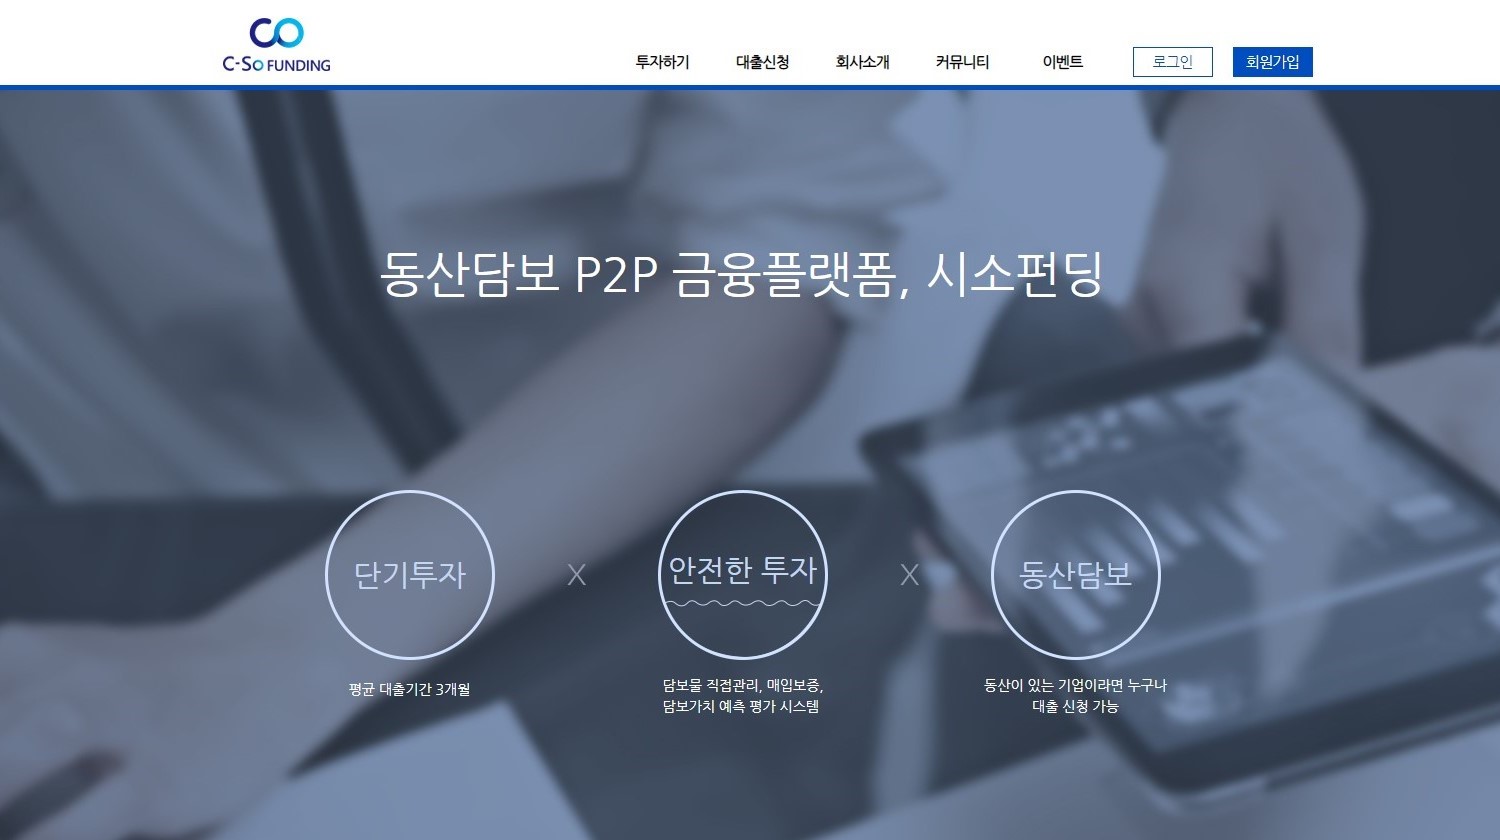 C-So FUNDING
투자하기 대출신청 회사소개 커뮤니티 이벤트 로그인 회원가입
동산담보 P2P 금융플랫폼, 시소펀딩
단기투자 X 안전한 투자 X 동산담보
평균 대출기간 3개월
담보물 직접관리, 매입보증,
담보가치 예측 평가 시스템
동산이 있는 기업이라면 누구나
대출 신청 가능